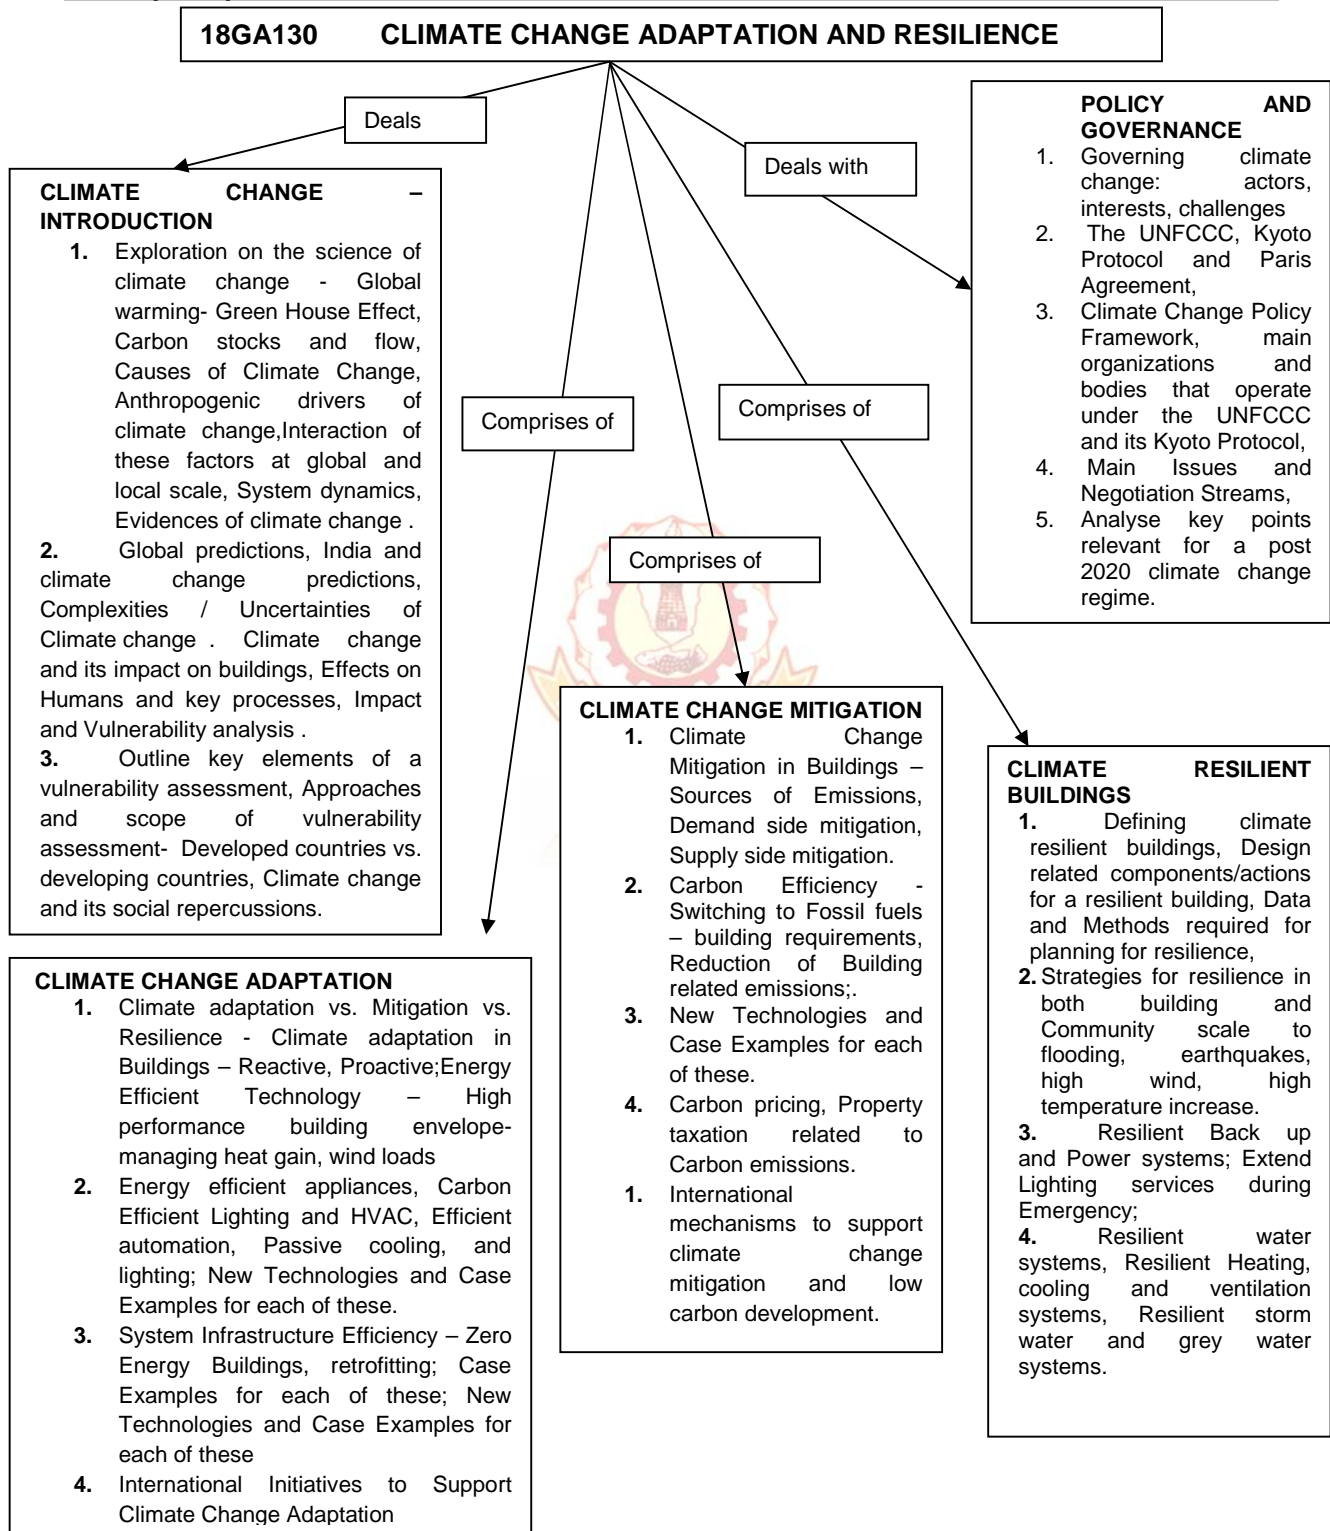 18GA130 CLIMATE CHANGE ADAPTATION AND RESILIENCE
Deals
Deals with
CLIMATE CHANGE –
INTRODUCTION
1. Exploration on the science of
climate change - Global
warming- Green House Effect,
Carbon stocks and flow,
Causes of Climate Change,
Anthropogenic drivers of
climate change,Interaction of
these factors at global and
local scale, System dynamics,
Evidences of climate change .
2. Global predictions, India and
climate change predictions,
Complexities / Uncertainties of
Climate change . Climate change
and its impact on buildings, Effects on
Humans and key processes, Impact
and Vulnerability analysis .
3. Outline key elements of a
vulnerability assessment, Approaches
and scope of vulnerability
assessment- Developed countries vs.
developing countries, Climate change
and its social repercussions.
POLICY AND
GOVERNANCE
1. Governing climate
change: actors,
interests, challenges
2. The UNFCCC, Kyoto
Protocol and Paris
Agreement,
3. Climate Change Policy
Framework, main
organizations and
bodies that operate
under the UNFCCC
and its Kyoto Protocol,
4. Main Issues and
Negotiation Streams,
5. Analyse key points
relevant for a post
2020 climate change
regime.
Comprises of
Comprises of
Comprises of
CLIMATE CHANGE ADAPTATION
1. Climate adaptation vs. Mitigation vs.
Resilience - Climate adaptation in
Buildings – Reactive, Proactive;Energy
Efficient Technology – High
performance building envelope-
managing heat gain, wind loads
2. Energy efficient appliances, Carbon
Efficient Lighting and HVAC, Efficient
automation, Passive cooling, and
lighting; New Technologies and Case
Examples for each of these.
3. System Infrastructure Efficiency – Zero
Energy Buildings, retrofitting; Case
Examples for each of these; New
Technologies and Case Examples for
each of these
4. International Initiatives to Support
Climate Change Adaptation
CLIMATE CHANGE MITIGATION
1. Climate Change
Mitigation in Buildings –
Sources of Emissions,
Demand side mitigation,
Supply side mitigation.
2. Carbon Efficiency -
Switching to Fossil fuels
– building requirements,
Reduction of Building
related emissions;.
3. New Technologies and
Case Examples for each
of these.
4. Carbon pricing, Property
taxation related to
Carbon emissions.
1. International
mechanisms to support
climate change
mitigation and low
carbon development.
CLIMATE RESILIENT
BUILDINGS
1. Defining climate
resilient buildings, Design
related components/actions
for a resilient building, Data
and Methods required for
planning for resilience,
2. Strategies for resilience in
both building and
Community scale to
flooding, earthquakes,
high wind, high
temperature increase.
3. Resilient Back up
and Power systems; Extend
Lighting services during
Emergency;
4. Resilient water
systems, Resilient Heating,
cooling and ventilation
systems, Resilient storm
water and grey water
systems.